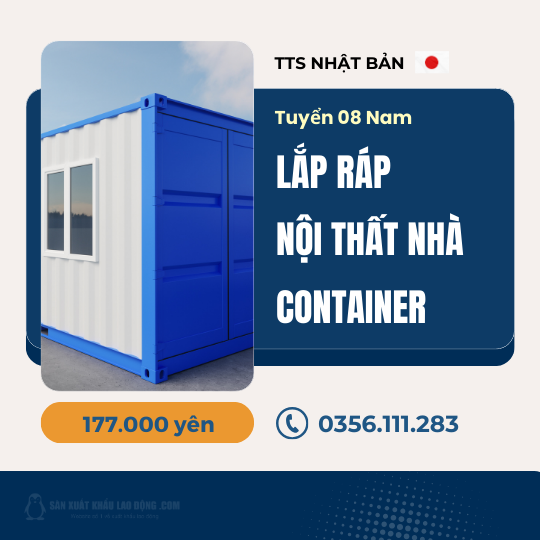 TTS NHẬT BẢN
Tuyển 08 Nam
LẮP RÁP
NỘI THẤT NHÀ
CONTAINER
177.000 yên
0356.111.283
SẢN XUẤT KHẨU LAO ĐỘNG .COM